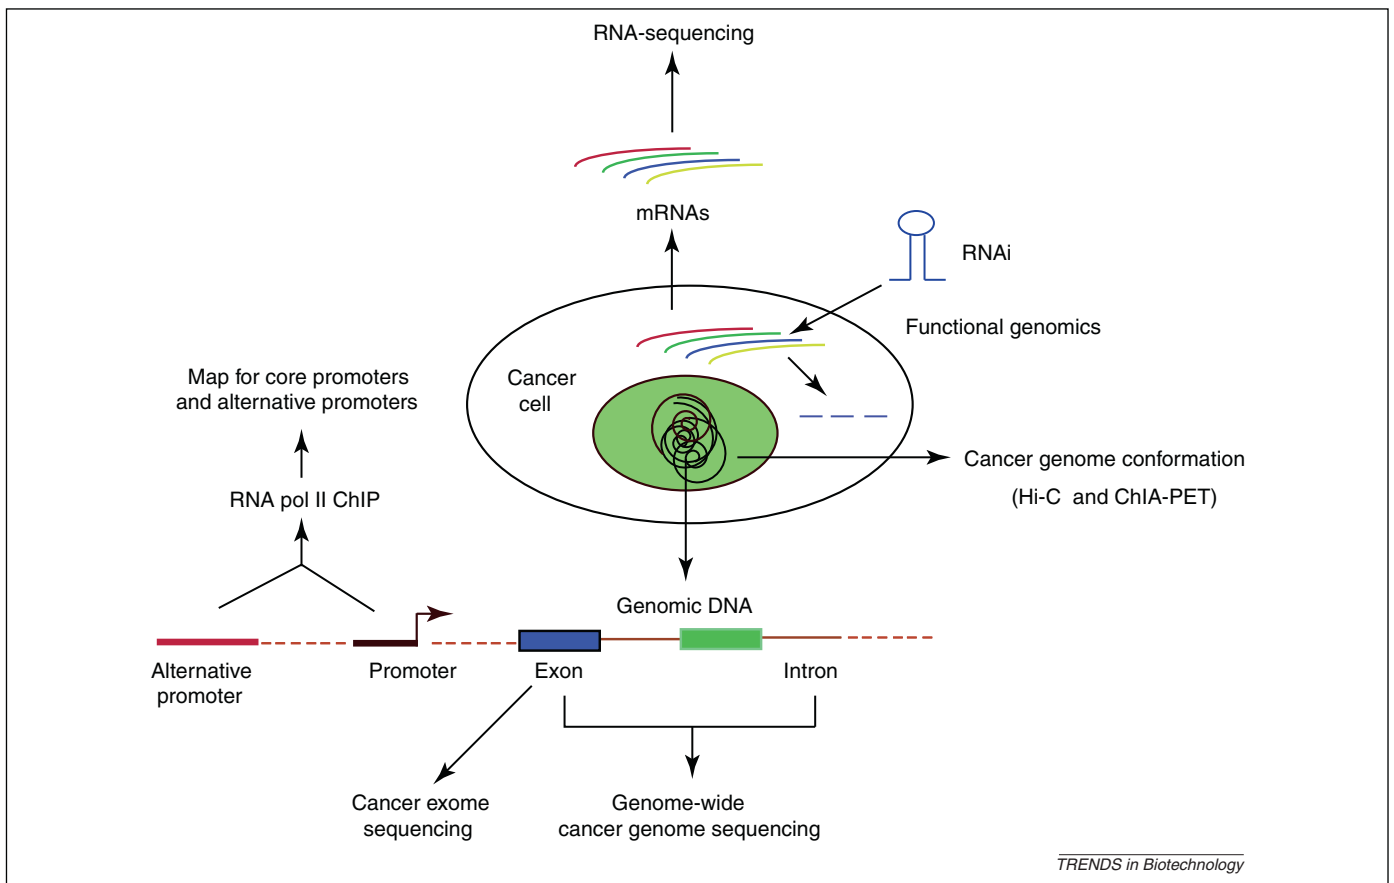 RNA-sequencing
mRNAs
RNAi
Functional genomics
Cancer
cell
Map for core promoters
and alternative promoters
RNA pol II ChIP
Cancer genome conformation
(Hi-C and ChIA-PET)
Genomic DNA
Alternative
promoter
Promoter
Exon
Intron
Cancer exome
sequencing
Genome-wide
cancer genome sequencing
TRENDS in Biotechnology